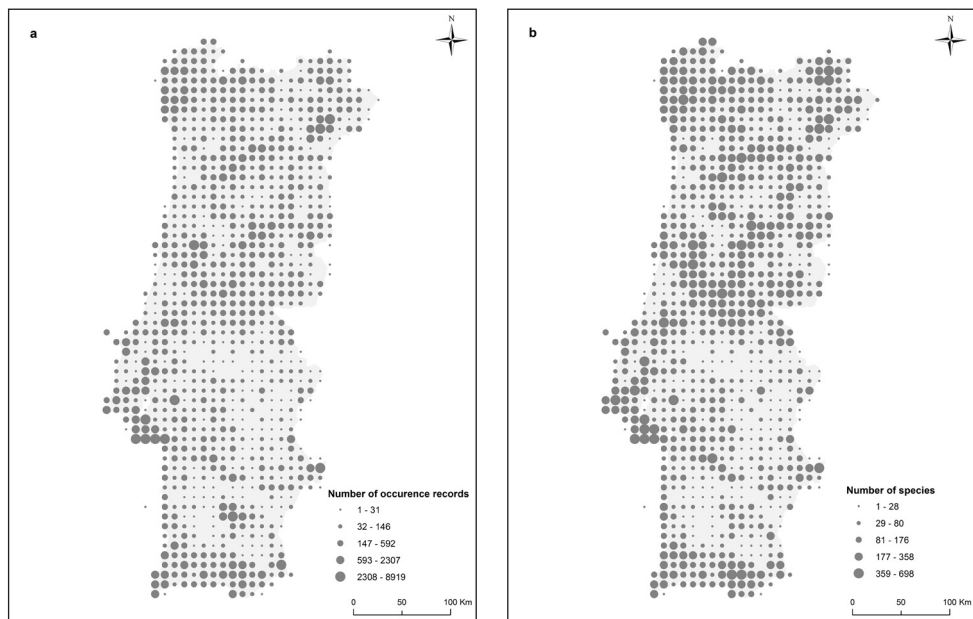 a
N
Number of occurence records
1 - 31
32 - 146
147 - 592
593 - 2307
2308 - 8919
0 50 100 Km
b
N
Number of species
1 - 28
29 - 80
81 - 176
177 - 358
359 - 698
0 50 100 Km